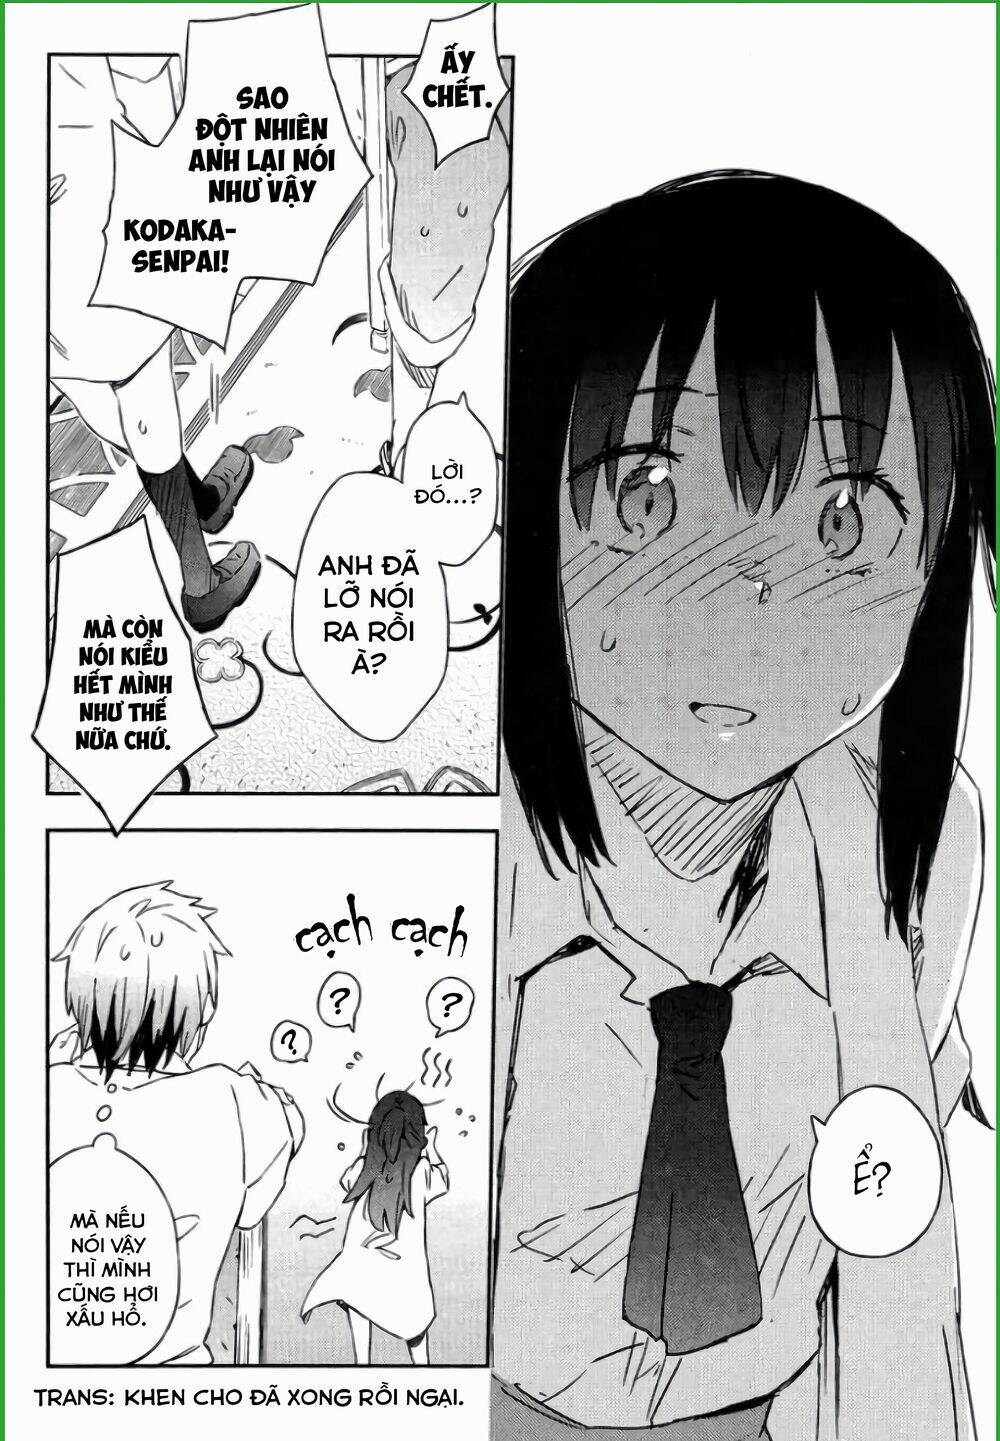 Ể?
ẤY
CHẾT.
SAO
ĐỘT NHIÊN
ANH LẠI NÓI
NHƯ VẬY
KODAKA-
SENPAI!
LỜI
ĐÓ...?
ANH ĐÃ
LỠ NÓI
RA RỒI
À?
MÀ CÒN
NÓI KIỂU
HẾT MÌNH
NHƯ THẾ
NỮA CHỨ.
cạch cạch
?
?
?
MÀ NẾU
NÓI VẬY
THÌ MÌNH
CŨNG HƠI
XẤU HỔ.
TRANS: KHEN CHO ĐÃ XONG RỒI NGẠI.